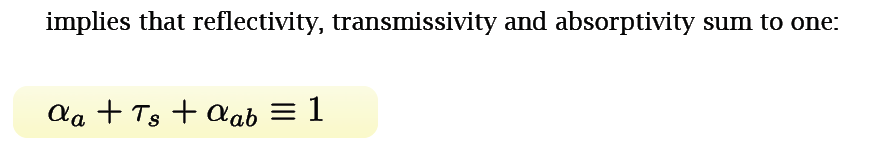 implies that reflectivity, transmissivity and absorptivity sum to one:
αₐ + τₛ + αₐb ≡ 1